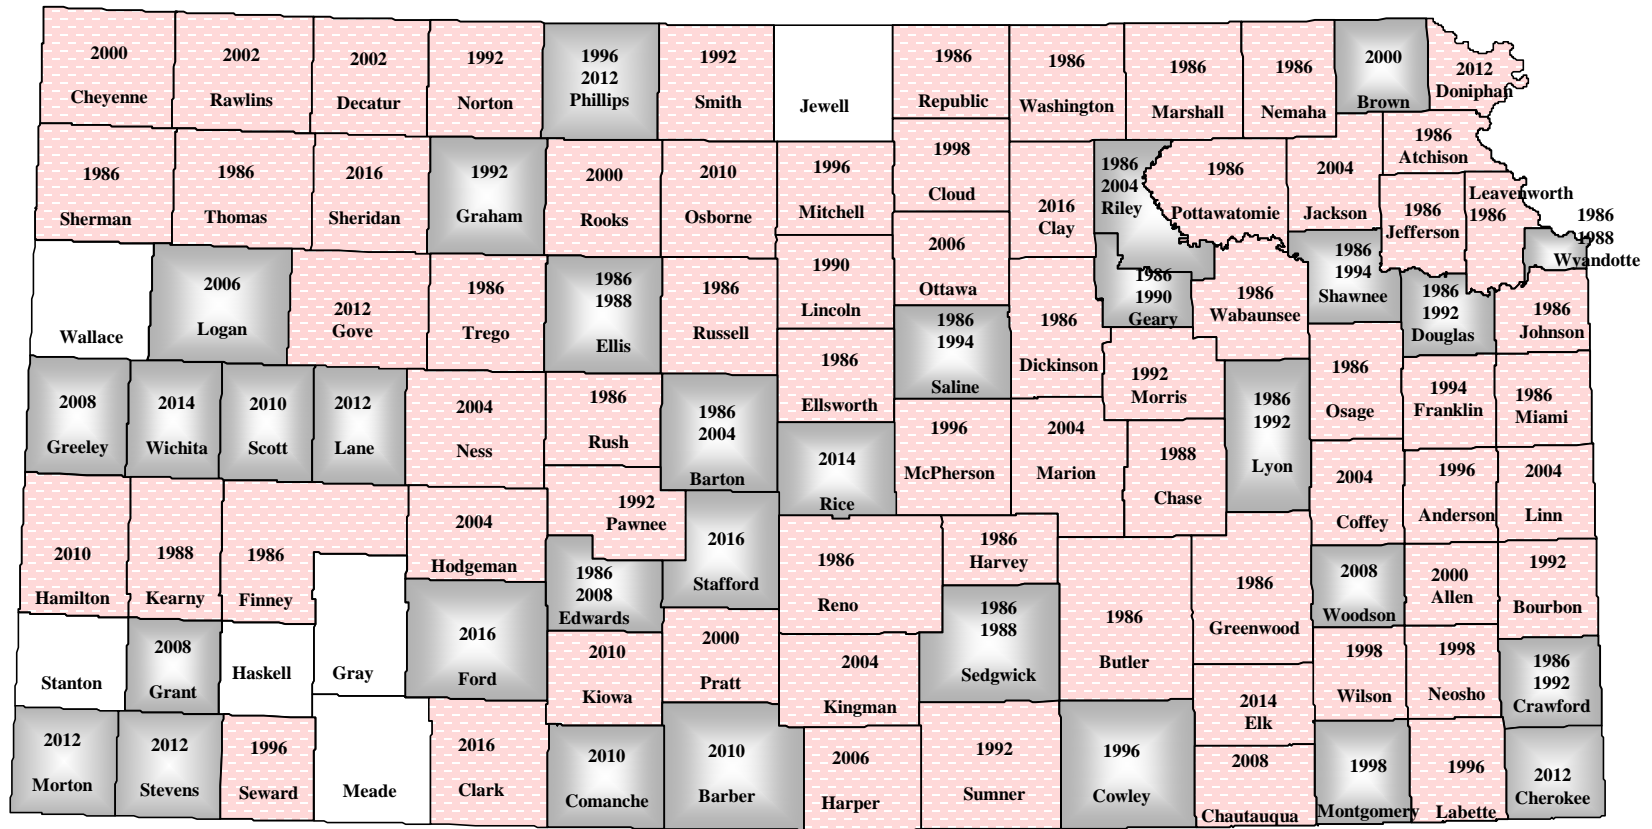 2000
Cheyenne
2002
Rawlins
2002
Decatur
1992
Norton
1996
2012
Phillips
1992
Smith
Jewell
1986
Republic
1986
Washington
1986
Marshall
1986
Nemaha
2000
Brown
2012
Doniphan
1986
Sherman
1986
Thomas
2016
Sheridan
1992
Graham
2000
Rooks
2010
Osborne
1996
Mitchell
1998
Cloud
2016
Clay
1986
2004
Riley
1986
Pottawatomie
2004
Jackson
1986
Atchison
1986
Jefferson
Leavenworth
1986
1986
1988
Wyandotte
Wallace
2006
Logan
2012
Gove
1986
Trego
1986
1988
Ellis
1986
Russell
1990
Lincoln
2006
Ottawa
1986
1994
Saline
1986
Dickinson
1986
1990
Geary
1986
Wabaunsee
1986
1994
Shawnee
1986
1992
Douglas
1986
Johnson
2008
Greeley
2014
Wichita
2010
Scott
2012
Lane
2004
Ness
1986
Rush
1986
2004
Barton
1986
Ellsworth
2014
Rice
1996
McPherson
2004
Marion
1992
Morris
1988
Chase
1986
1992
Lyon
1986
Osage
1994
Franklin
1986
Miami
2010
Hamilton
1988
Kearny
1986
Finney
2004
Hodgeman
1992
Pawnee
1986
2008
Edwards
2016
Stafford
1986
Reno
1986
Harvey
1986
1988
Sedgwick
1986
Butler
1986
Greenwood
2004
Coffey
1996
Anderson
2004
Linn
2008
Woodson
2000
Allen
1992
Bourbon
Stanton
2008
Grant
Haskell
Gray
2016
Ford
2010
Kiowa
2000
Pratt
2004
Kingman
1998
Wilson
1998
Neosho
1986
1992
Crawford
2012
Morton
2012
Stevens
1996
Seward
Meade
2016
Clark
2010
Comanche
2010
Barber
2006
Harper
1992
Sumner
1996
Cowley
2014
Elk
2008
Chautauqua
1998
Montgomery
1996
Labette
2012
Cherokee